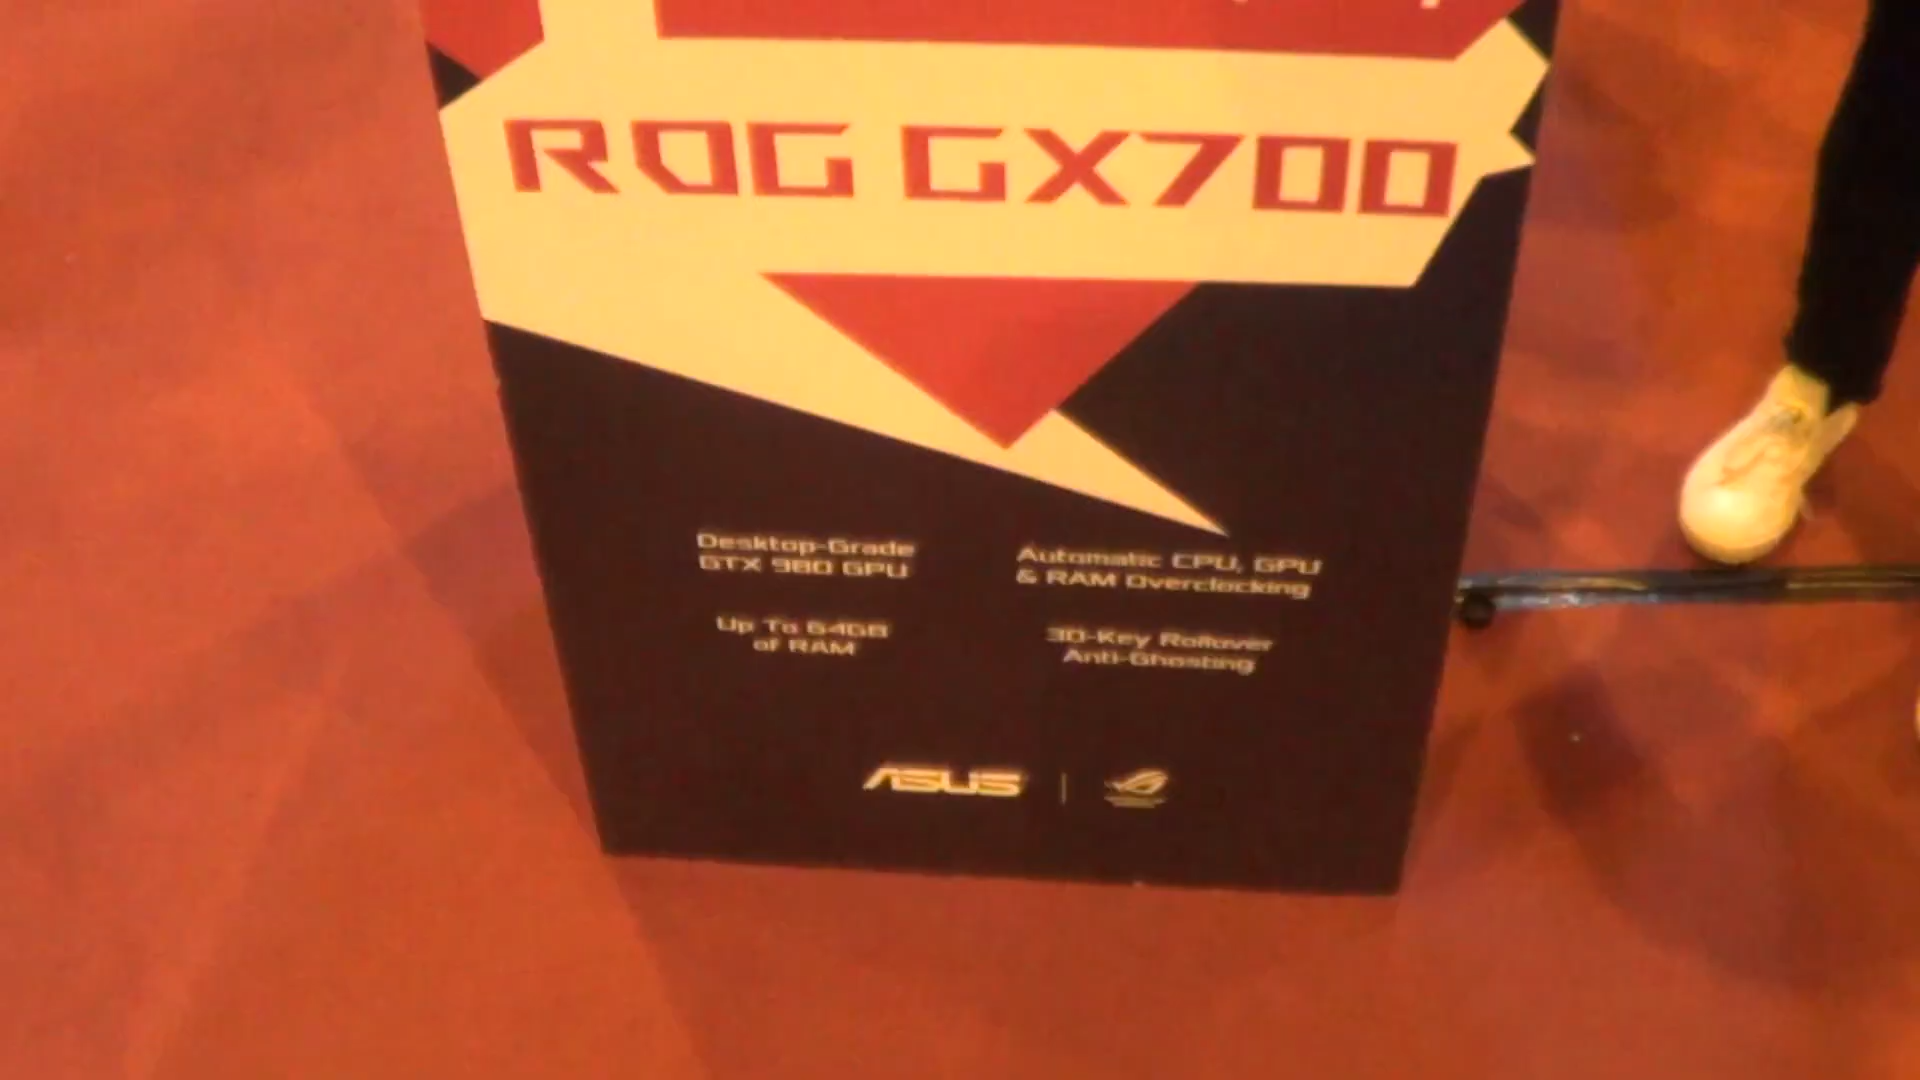 ROG GX700
Desktop-Grade
GTX 980 GPU
Automatic CPU, GPU
& RAM Overclocking
Up To 64GB
of RAM
30-Key Rollover
Anti-Ghosting
ASUS